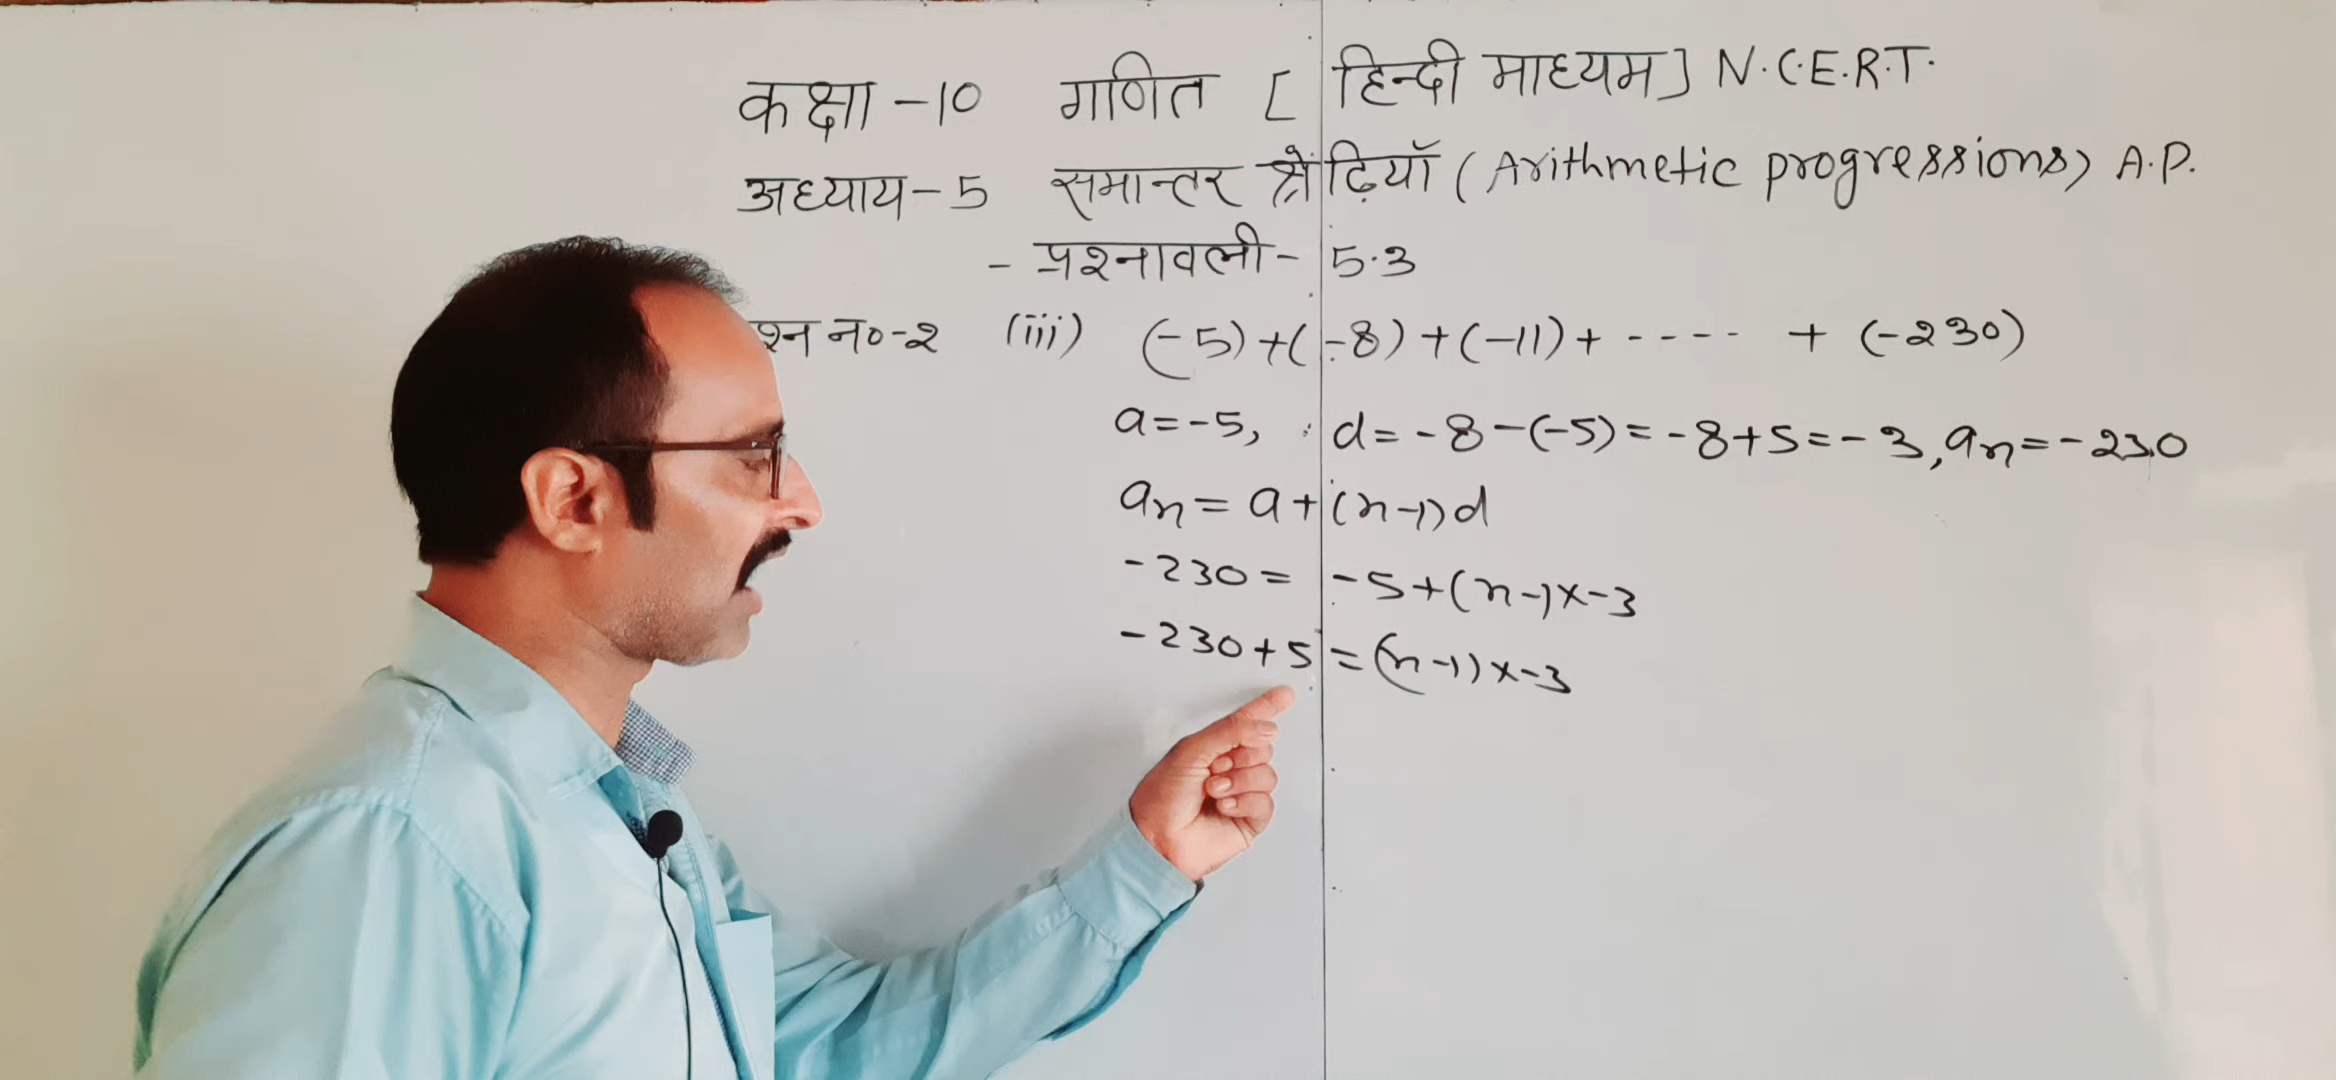 कक्षा -10 गणित [ हिन्दी माध्यम] N.C.E.R.T.
अध्याय-5 समान्तर श्रेढ़ियाँ (Arithmetic progressions) A.P.
- प्रश्नावली- 5.3
श्न न०-2 (iii) (-5)+(-8)+(-11)+ ---- + (-230)
a=-5, d=-8-(-5)=-8+5=-3, an=-230
an = a+(n-1)d
-230 = -5+(n-1)x-3
-230+5 = (n-1)x-3